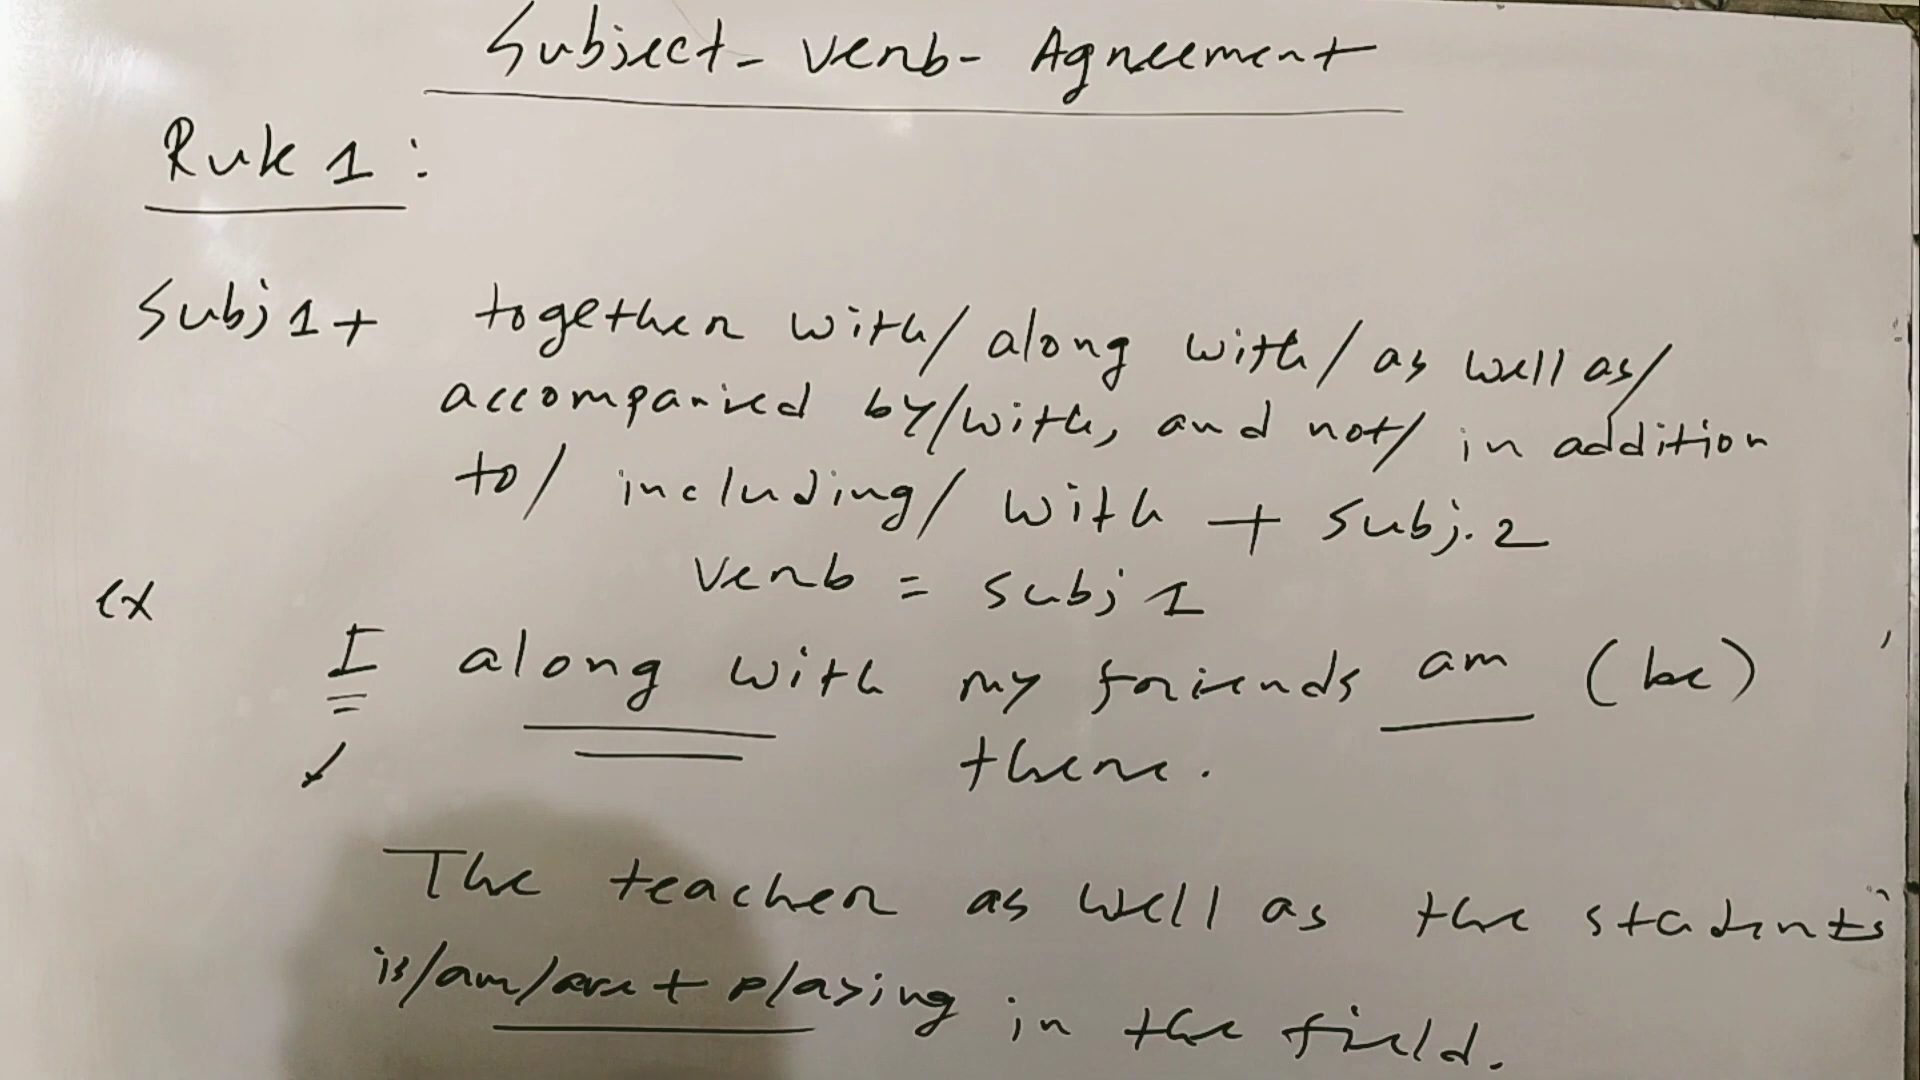 Subject-Verb-Agreement
Rule 1:
Subj 1 + together with/ along with/ as well as/
accompanied by/with, and not/ in addition
to/ including/ with + Subj. 2
Verb = subj 1
ex
I along with my friends am (be)
there.
The teacher as well as the students
is/am/are + playing in the field.